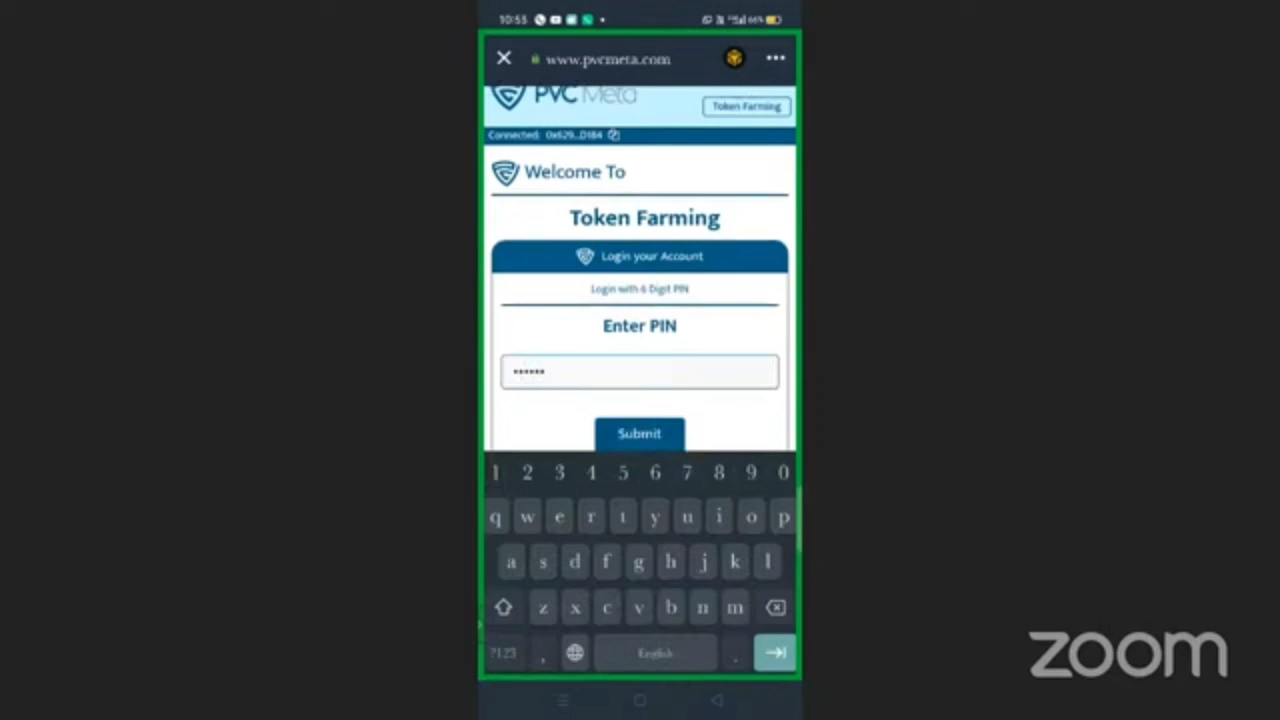 10:55
66%
www.pvcmeta.com
PVC Meta
Token Farming
Connected: 0x629...D184
Welcome To
Token Farming
Login your Account
Login with 6 Digit PIN
Enter PIN
••••••
Submit
1 2 3 4 5 6 7 8 9 0
q w e r t y u i o p
a s d f g h j k l
z x c v b n m
?123 , English .
zoom